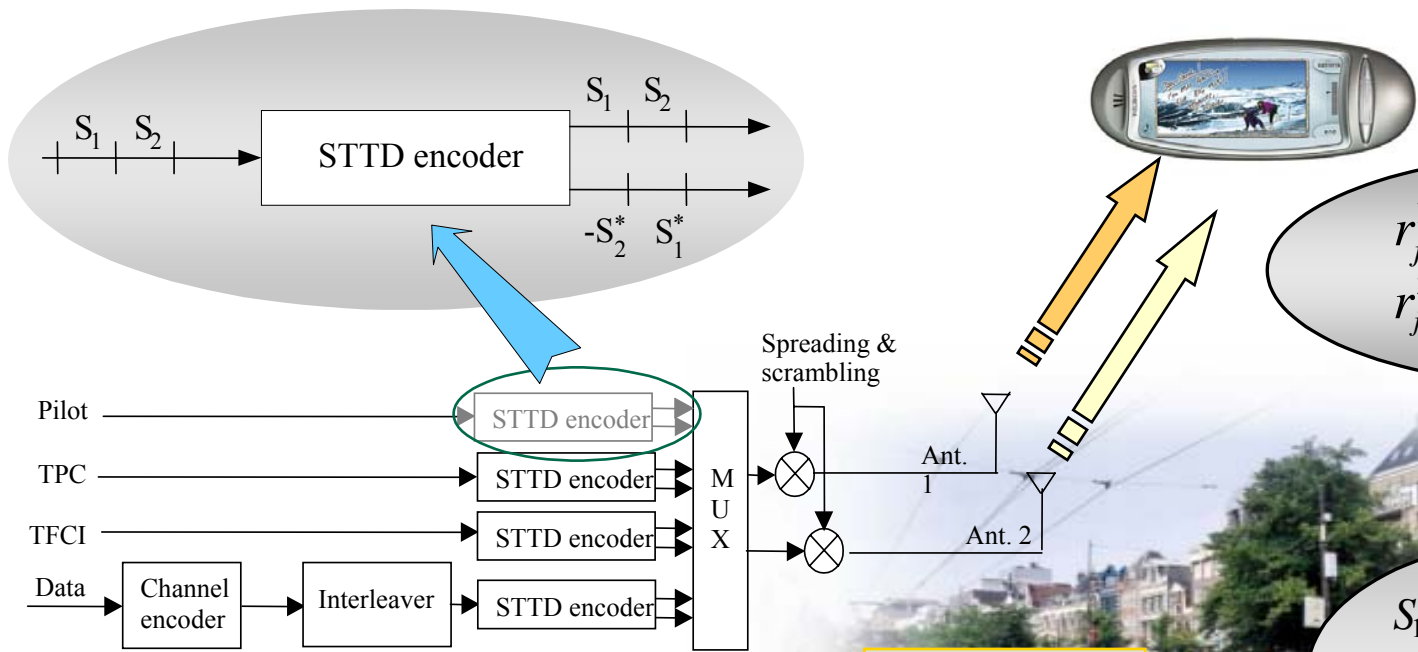 S₁ S₂
STTD encoder
S₁ S₂
-S₂* S₁*
Pilot
STTD encoder
TPC
STTD encoder
TFCI
STTD encoder
Data
Channel
encoder
Interleaver
STTD encoder
M
U
X
Spreading &
scrambling
Ant.
1
Ant. 2